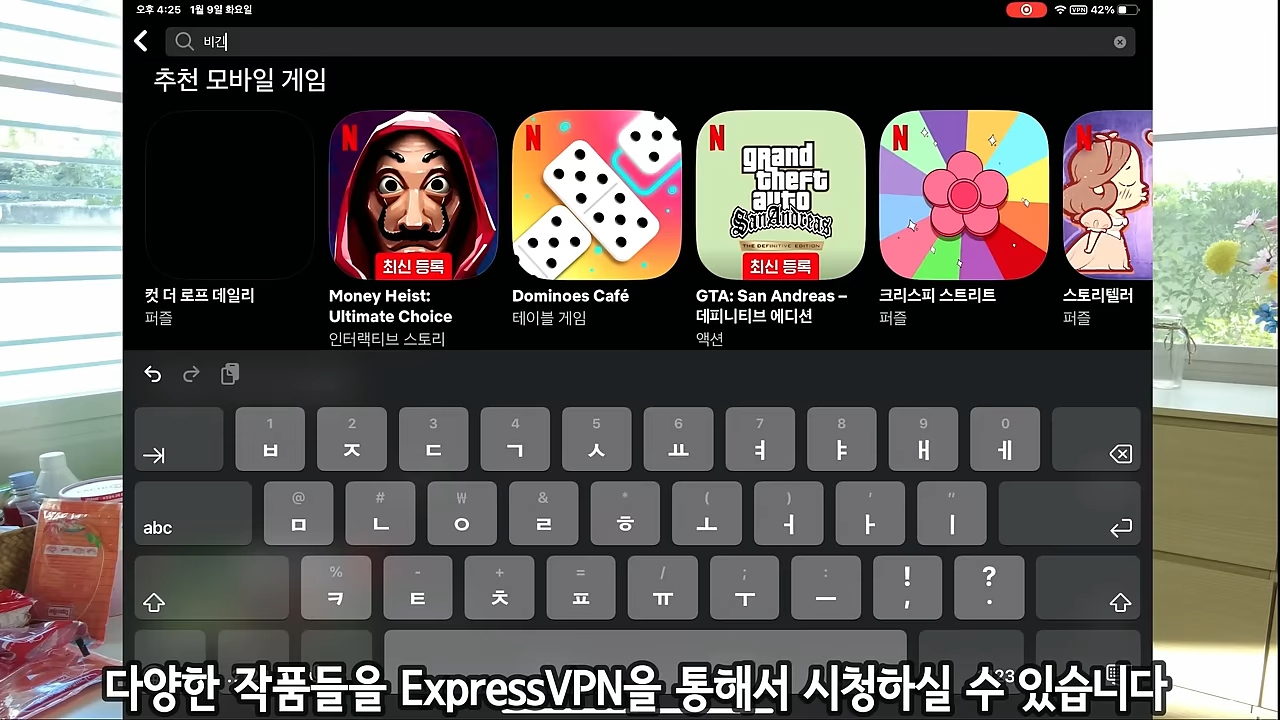 오후 4:25 1월 9일 화요일
VPN 42%
비긴
추천 모바일 게임
N
N
N grand theft auto San Andreas
THE DEFINITIVE EDITION
N
N
최신 등록
최신 등록
컷 더 로프 데일리
퍼즐
Money Heist: Ultimate Choice
인터랙티브 스토리
Dominoes Café
테이블 게임
GTA: San Andreas – 데피니티브 에디션
액션
크리스피 스트리트
퍼즐
스토리텔러
퍼즐
1 2 3 4 5 6 7 8 9 0
ㅂ ㅈ ㄷ ㄱ ㅅ ㅛ ㅕ ㅑ ㅐ ㅔ
@ # ₩ & * ( ) ' "
abc ㅁ ㄴ ㅇ ㄹ ㅎ ㅗ ㅓ ㅏ ㅣ
% - + = / ; : ! ?
ㅋ ㅌ ㅊ ㅍ ㅠ ㅜ ㅡ , .
다양한 작품들을 ExpressVPN을 통해서 시청하실 수 있습니다